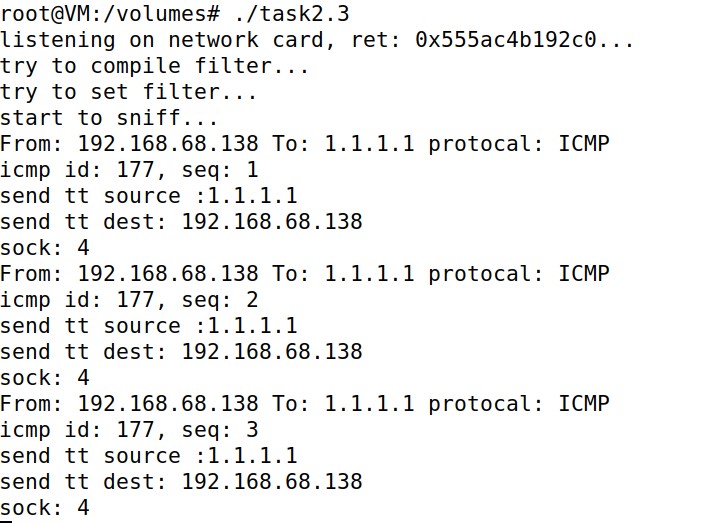 root@VM:/volumes# ./task2.3
listening on network card, ret: 0x555ac4b192c0...
try to compile filter...
try to set filter...
start to sniff...
From: 192.168.68.138 To: 1.1.1.1 protocal: ICMP
icmp id: 177, seq: 1
send tt source :1.1.1.1
send tt dest: 192.168.68.138
sock: 4
From: 192.168.68.138 To: 1.1.1.1 protocal: ICMP
icmp id: 177, seq: 2
send tt source :1.1.1.1
send tt dest: 192.168.68.138
sock: 4
From: 192.168.68.138 To: 1.1.1.1 protocal: ICMP
icmp id: 177, seq: 3
send tt source :1.1.1.1
send tt dest: 192.168.68.138
sock: 4